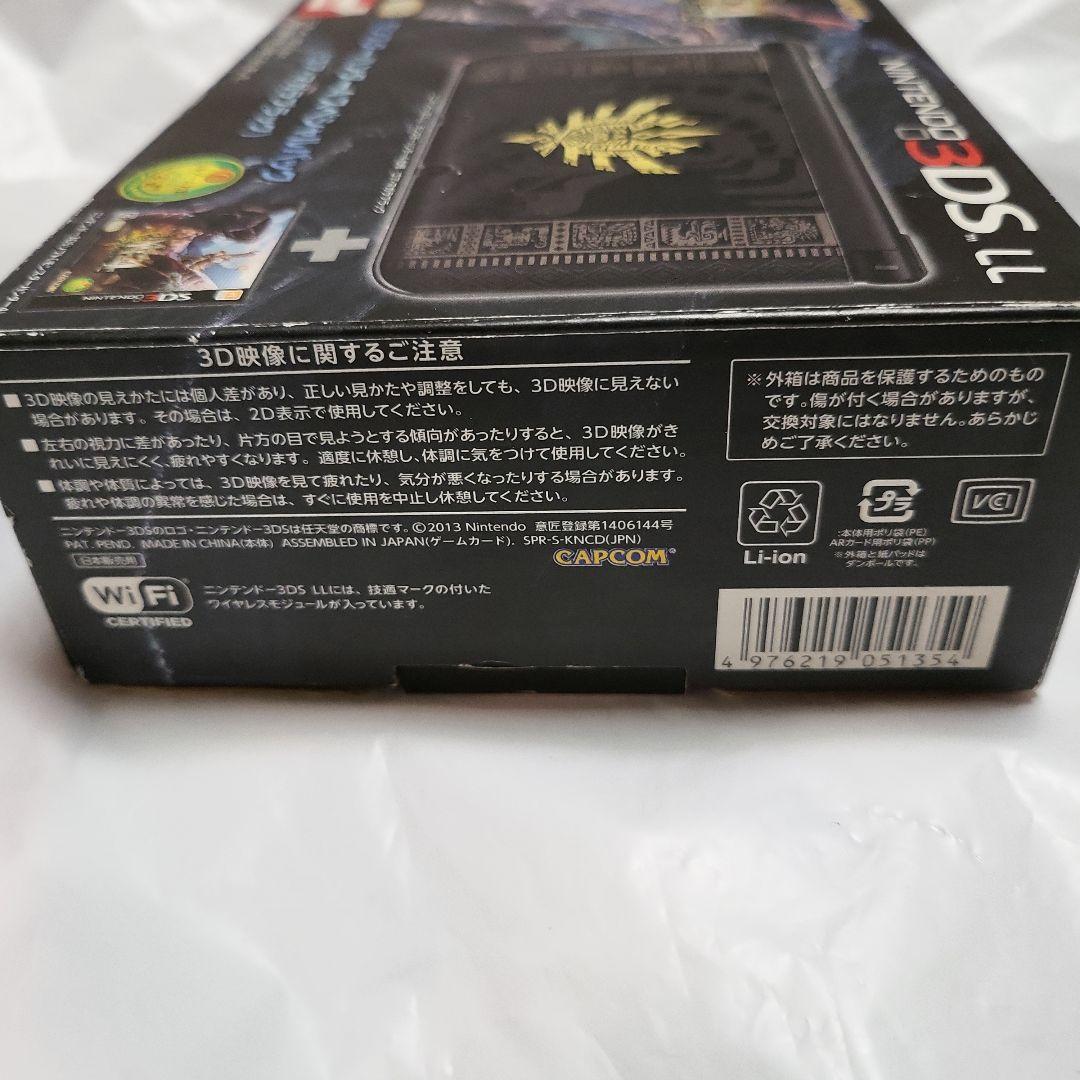 NINTENDO
3DS LL
3D映像に関するご注意
■3D映像の見えかたには個人差があり、正しい見かたや調整をしても、3D映像に見えない
場合があります。その場合は、2D表示で使用してください。
■左右の視力に差があったり、片方の目で見ようとする傾向があったりすると、3D映像がき
れいに見えにくく、疲れやすくなります。適度に休憩し、体調に気をつけて使用してください。
■体調や体質によっては、3D映像を見て疲れたり、気分が悪くなったりする場合があります。
疲れや体調の異常を感じた場合は、すぐに使用を中止し休憩してください。
ニンテンドー3DSのロゴ・ニンテンドー3DSは任天堂の商標です。©2013 Nintendo 意匠登録第1406144号
PAT. PEND. MADE IN CHINA(本体) ASSEMBLED IN JAPAN(ゲームカード). SPR-S-KNCD(JPN)
日本販売用
CAPCOM
Wi Fi
CERTIFIED
ニンテンドー3DS LLには、技適マークの付いた
ワイヤレスモジュールが入っています。
※外箱は商品を保護するためのもの
です。傷が付く場合がありますが、
交換対象にはなりません。あらかじ
めご了承ください。
Li-ion
プラ
:本体用ポリ袋(PE)
ARカード用ポリ袋(PP)
※外箱と紙パッドは
ダンボールです。
VCI
4 976219 051354